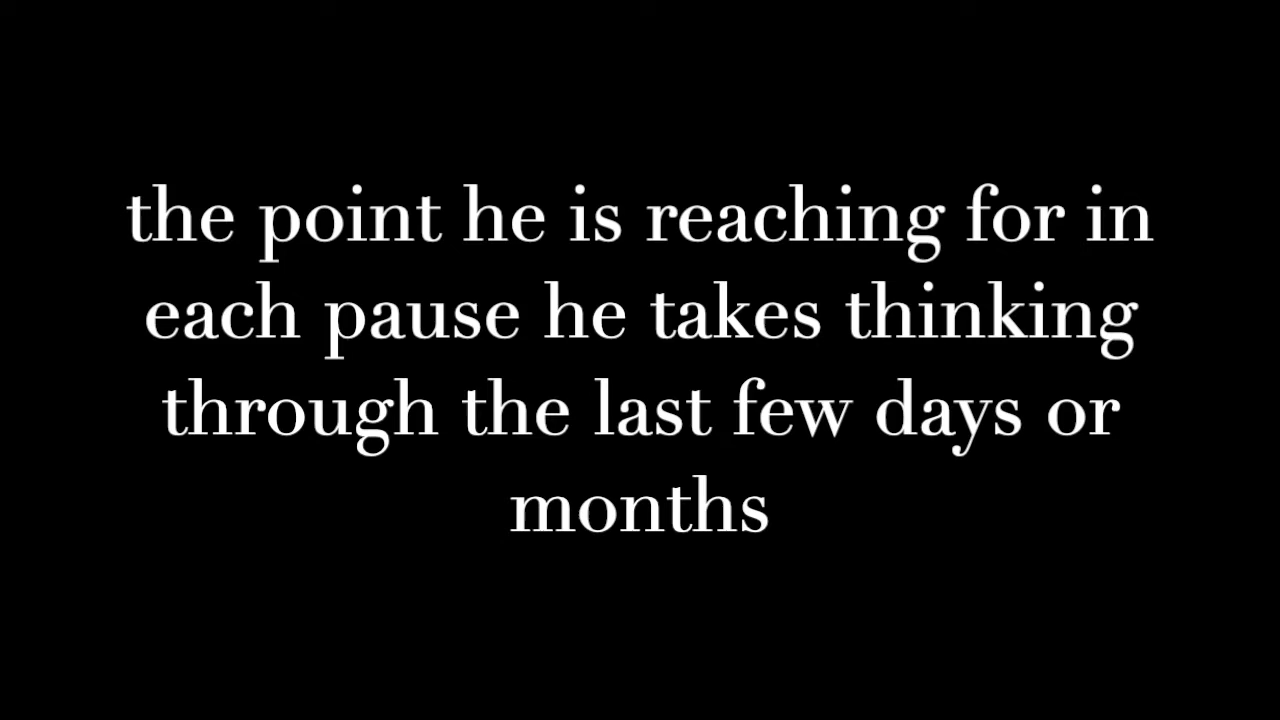 the point he is reaching for in
each pause he takes thinking
through the last few days or
months